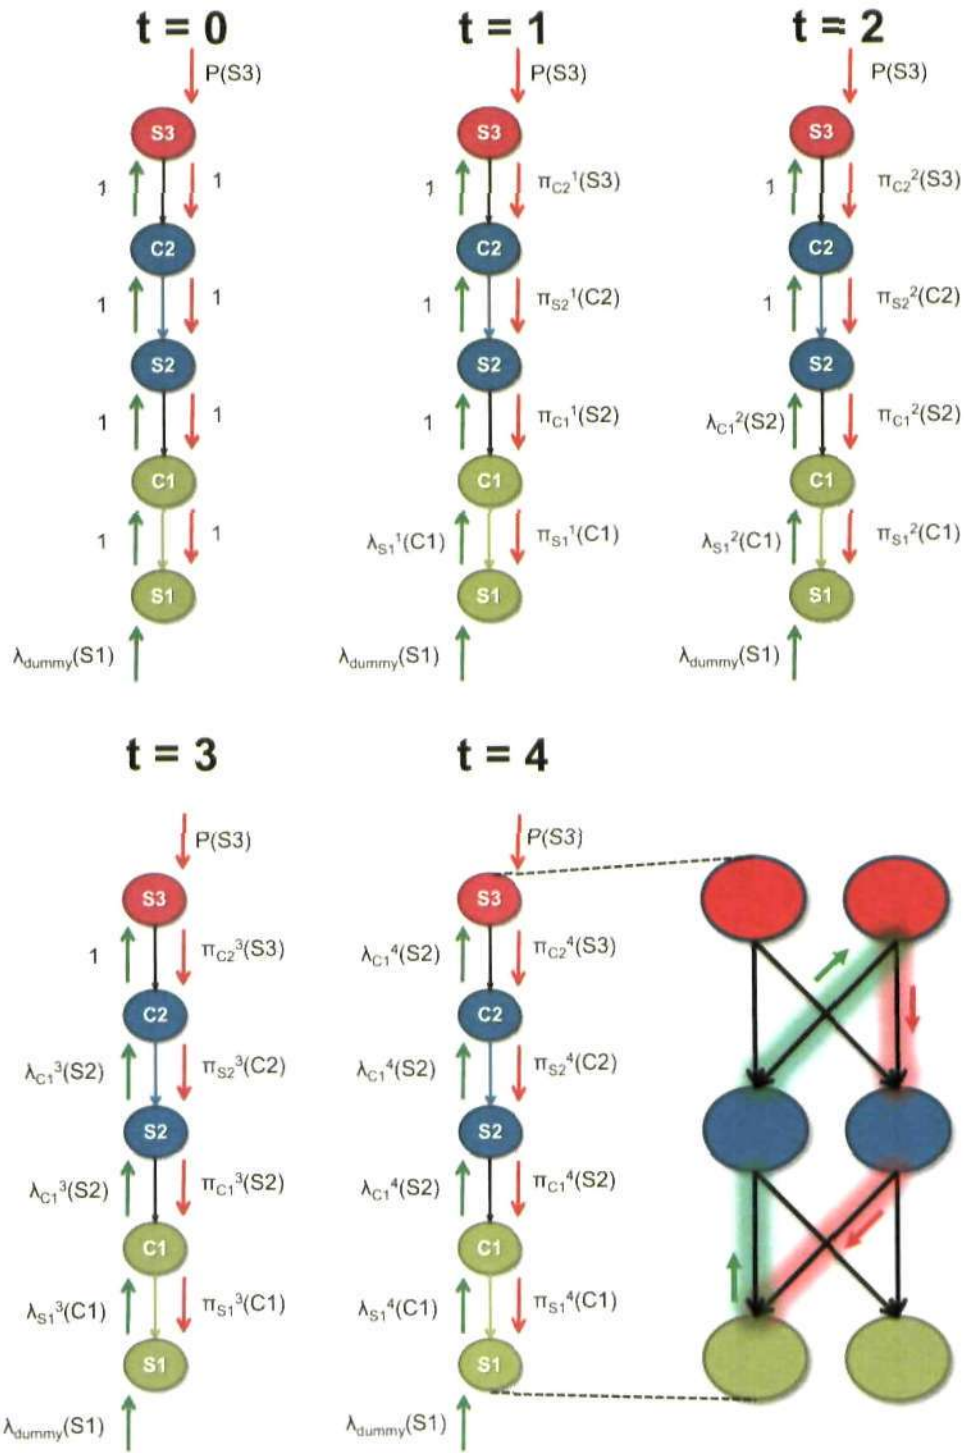 t = 0
P(S3)
S3
1 1
C2
1 1
S2
1 1
C1
1 1
S1
λdummy(S1)
t = 1
P(S3)
S3
1 πC2¹(S3)
C2
1 πS2¹(C2)
S2
1 πC1¹(S2)
C1
λS1¹(C1) πS1¹(C1)
S1
λdummy(S1)
t = 2
P(S3)
S3
1 πC2²(S3)
C2
1 πS2²(C2)
S2
λC1²(S2) πC1²(S2)
C1
λS1²(C1) πS1²(C1)
S1
λdummy(S1)
t = 3
P(S3)
S3
1 πC2³(S3)
C2
λC1³(S2) πS2³(C2)
S2
λC1³(S2) πC1³(S2)
C1
λS1³(C1) πS1³(C1)
S1
λdummy(S1)
t = 4
P(S3)
S3
λC1⁴(S2) πC2⁴(S3)
C2
λC1⁴(S2) πS2⁴(C2)
S2
λC1⁴(S2) πC1⁴(S2)
C1
λS1⁴(C1) πS1⁴(C1)
S1
λdummy(S1)